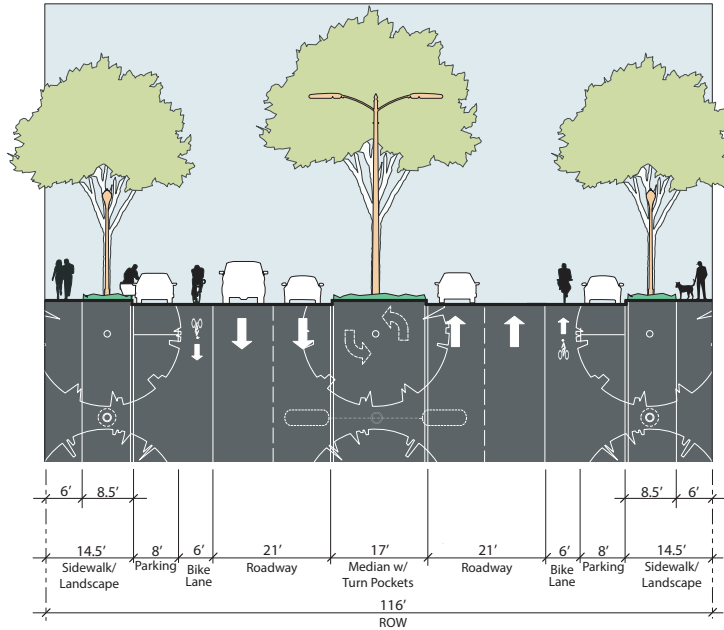 6’ 8.5’ 8.5’ 6’
14.5’ 8’ 6’ 21’ 17’ 21’ 6’ 8’ 14.5’
Sidewalk/ Landscape
Parking
Bike Lane
Roadway
Median w/ Turn Pockets
Roadway
Bike Lane
Parking
Sidewalk/ Landscape
116’
ROW